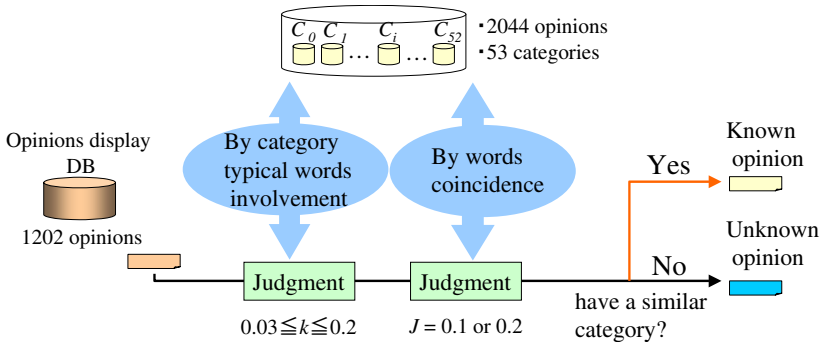 C0 C1 … Ci … C52
・2044 opinions
・53 categories
Opinions display
DB
1202 opinions
By category
typical words
involvement
By words
coincidence
Judgment
Judgment
0.03≦k≦0.2
J = 0.1 or 0.2
Yes
No
have a similar
category?
Known
opinion
Unknown
opinion